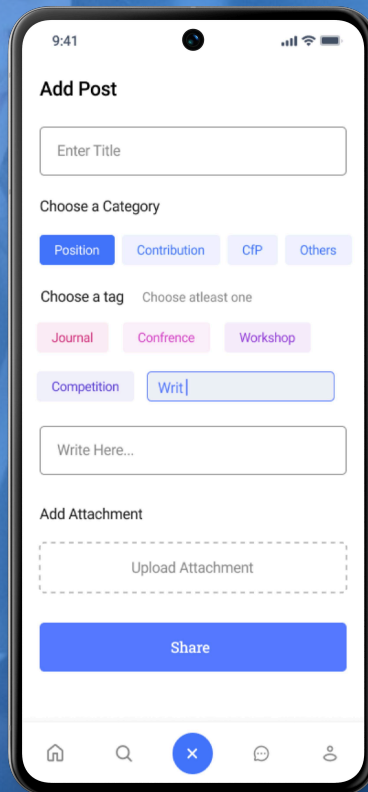 9:41
Add Post
Enter Title
Choose a Category
Position Contribution CfP Others
Choose a tag Choose atleast one
Journal Confrence Workshop
Competition Writ
Write Here...
Add Attachment
Upload Attachment
Share